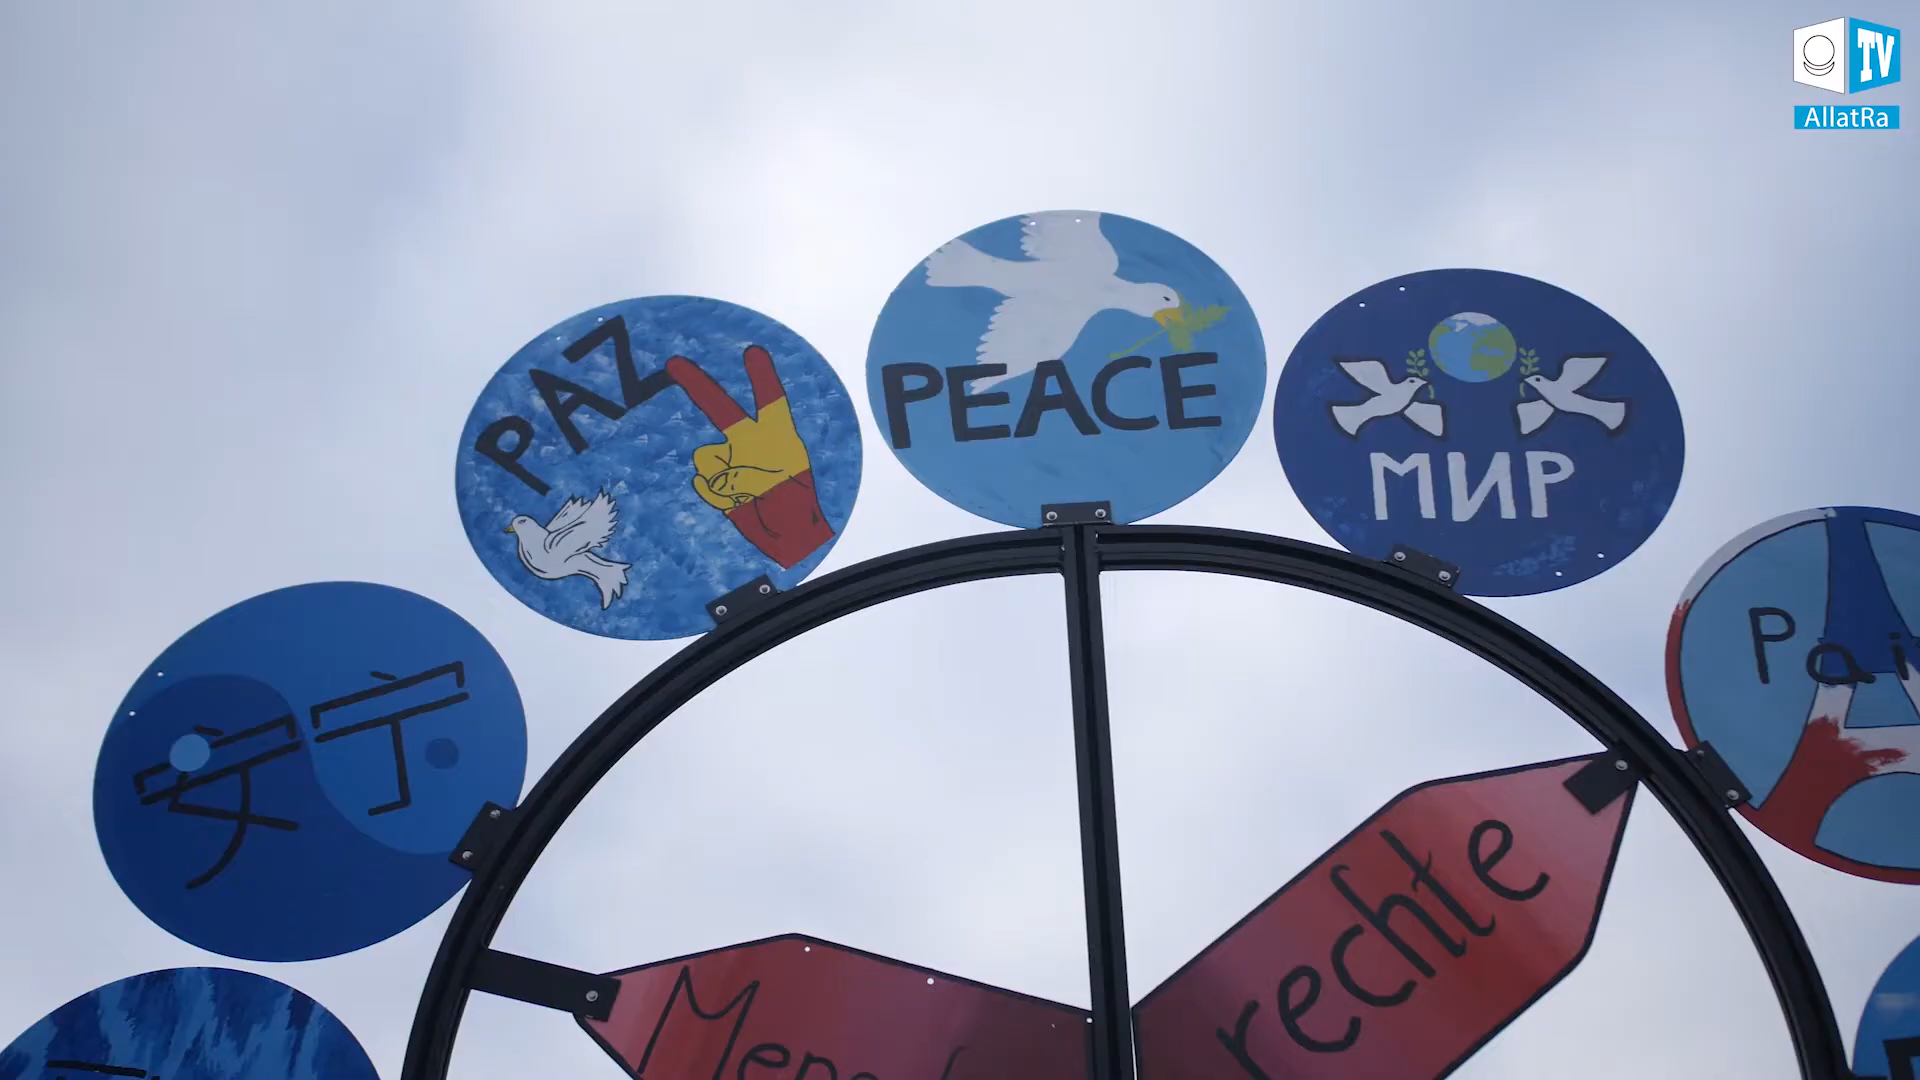 TV
AllatRa
PEACE
PAZ
МИР
安宁
rechte